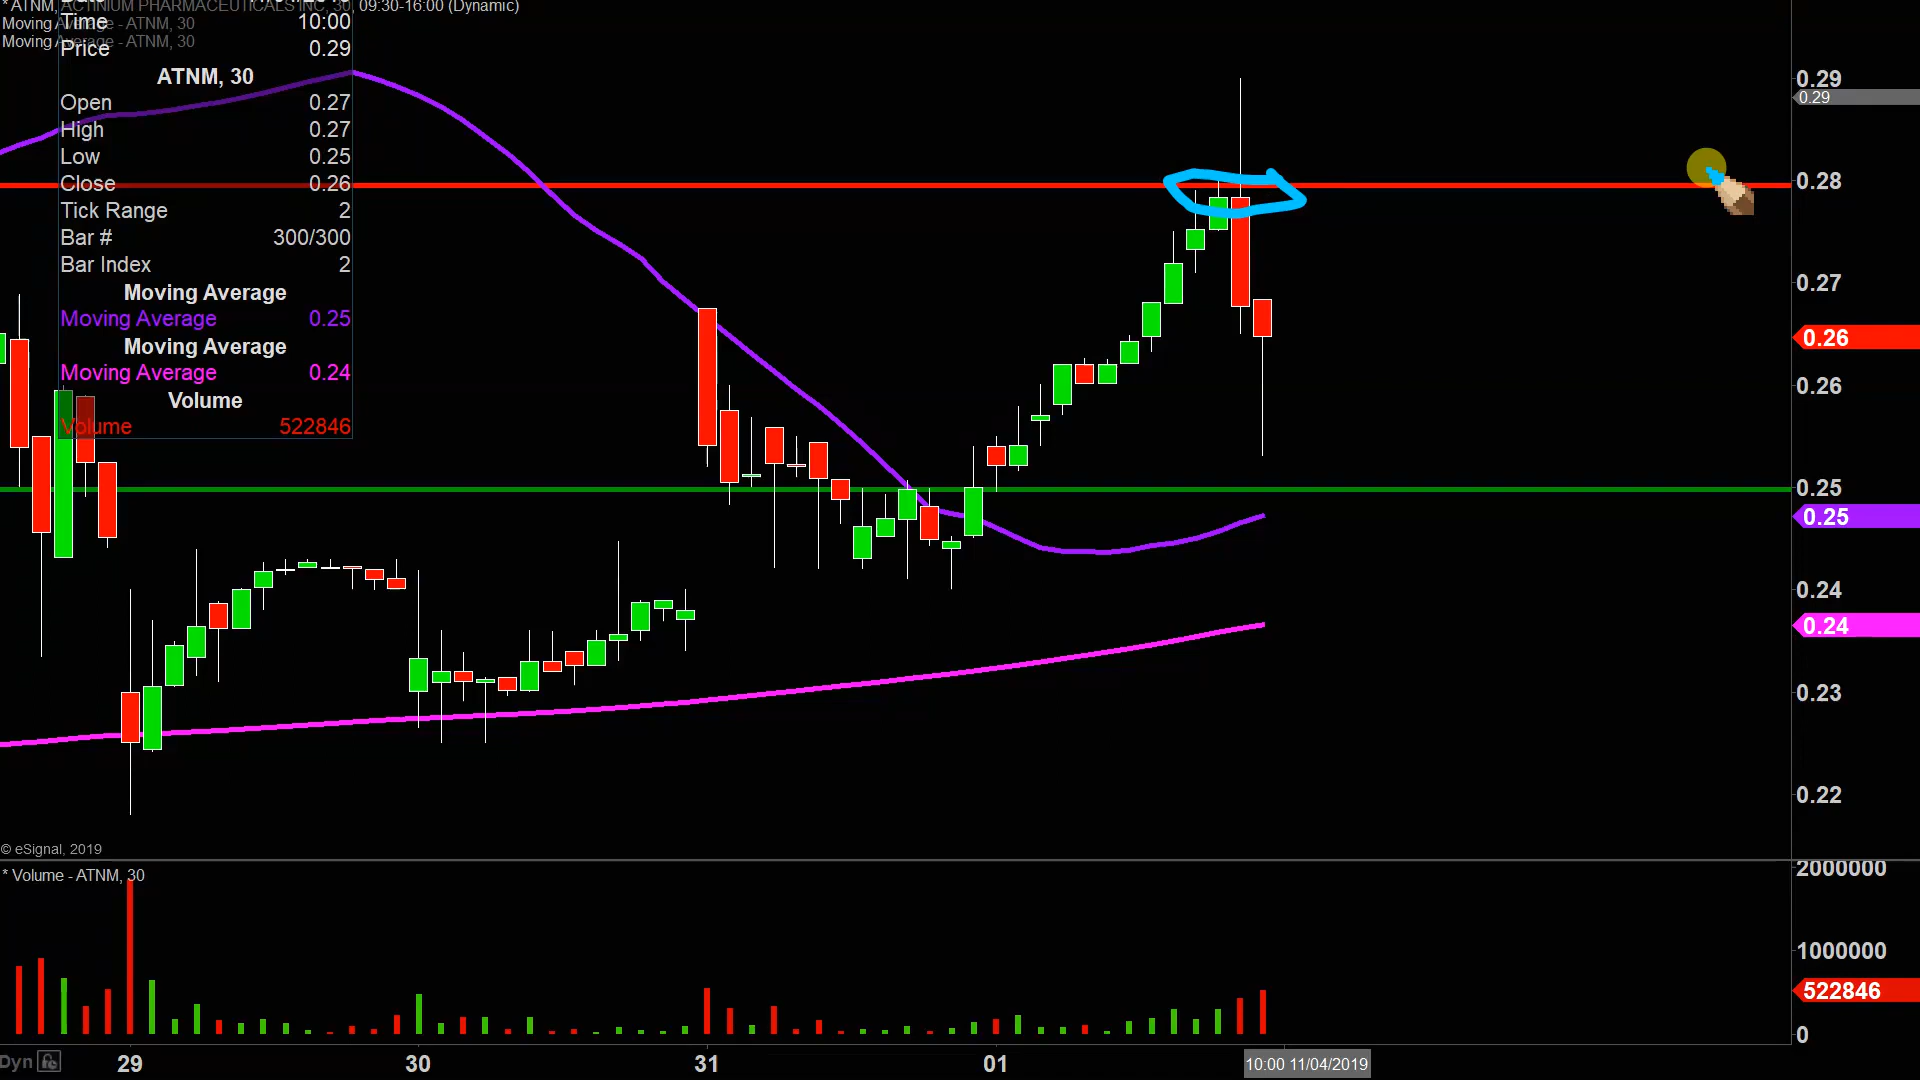 * ATNM, ACTINIUM PHARMACEUTICALS INC, 30, 09:30-16:00 (Dynamic)
Moving Average - ATNM, 30
Moving Average - ATNM, 30
Time 10:00
Price 0.29
ATNM, 30
Open 0.27
High 0.27
Low 0.25
Close 0.26
Tick Range 2
Bar # 300/300
Bar Index 2
Moving Average
Moving Average 0.25
Moving Average
Moving Average 0.24
Volume
Volume 522846
0.29
0.29
0.28
0.27
0.26
0.26
0.25
0.25
0.24
0.24
0.23
0.22
© eSignal, 2019
* Volume - ATNM, 30
2000000
1000000
522846
0
Dyn
29
30
31
01
10:00 11/04/2019